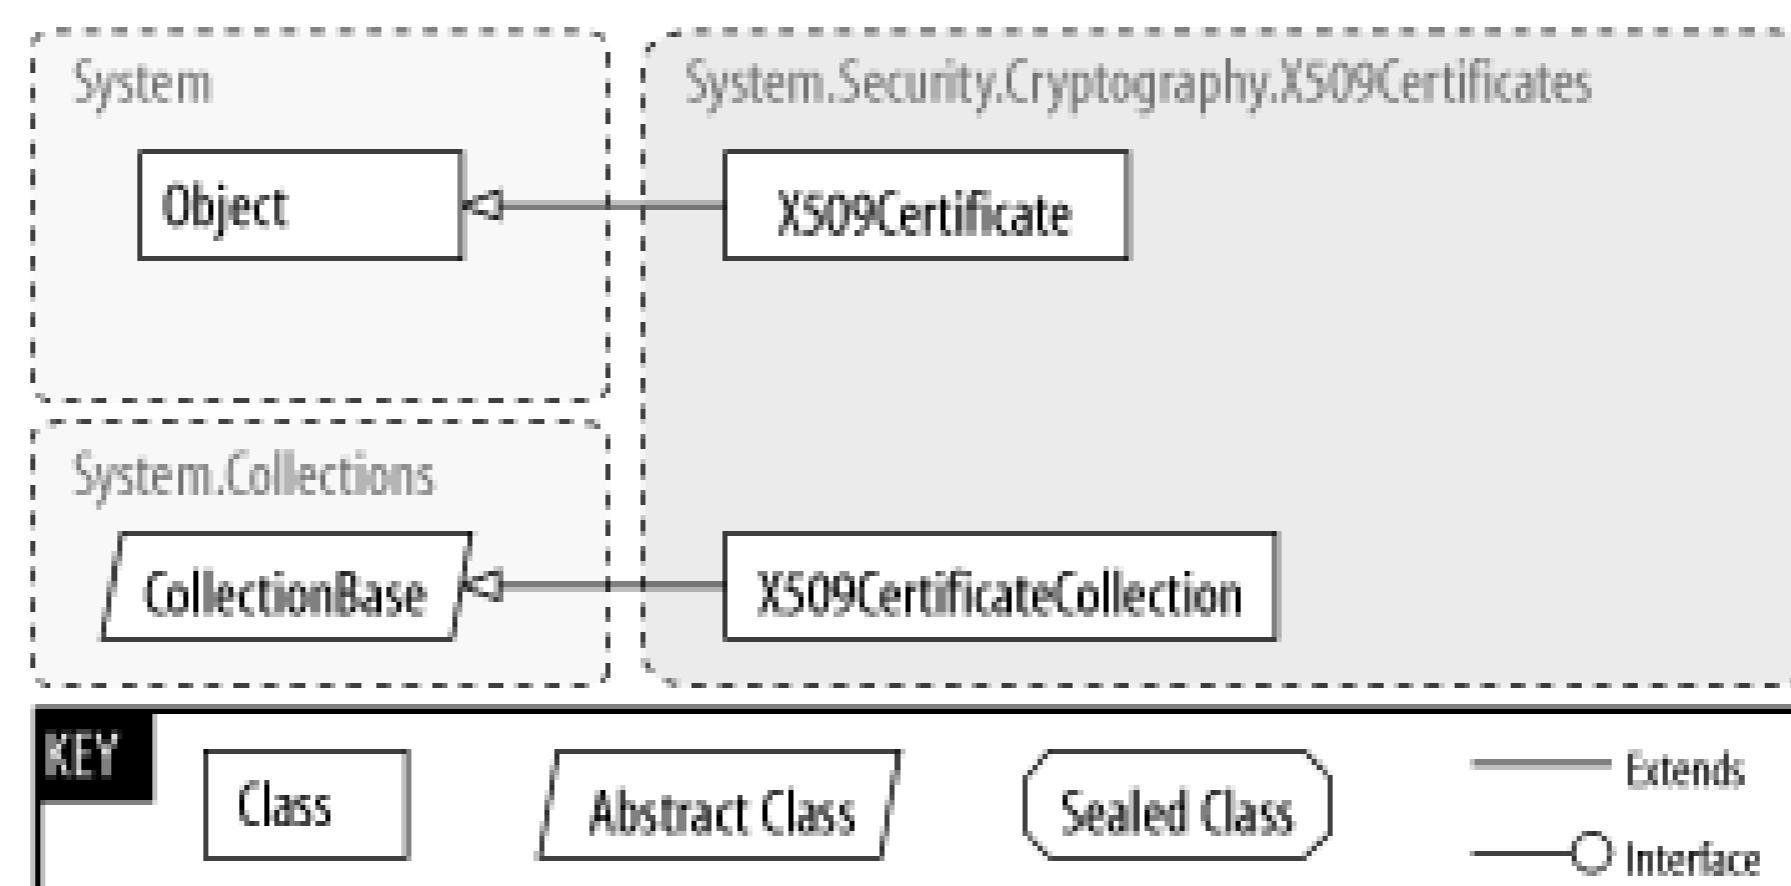 System
System.Security.Cryptography.X509Certificates
Object
X509Certificate
System.Collections
CollectionBase
X509CertificateCollection
KEY
Class
Abstract Class
Sealed Class
Extends
Interface